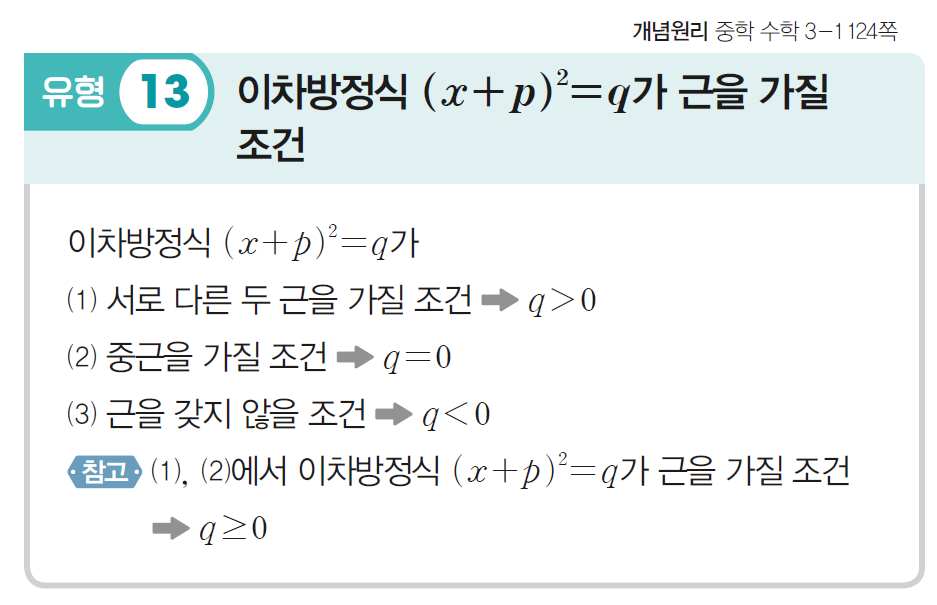 개념원리 중학 수학 3-1 124쪽
유형 13 이차방정식 (x+p)²=q가 근을 가질
조건
이차방정식 (x+p)²=q가
(1) 서로 다른 두 근을 가질 조건 ➡ q>0
(2) 중근을 가질 조건 ➡ q=0
(3) 근을 갖지 않을 조건 ➡ q<0
참고 (1), (2)에서 이차방정식 (x+p)²=q가 근을 가질 조건
➡ q≥0